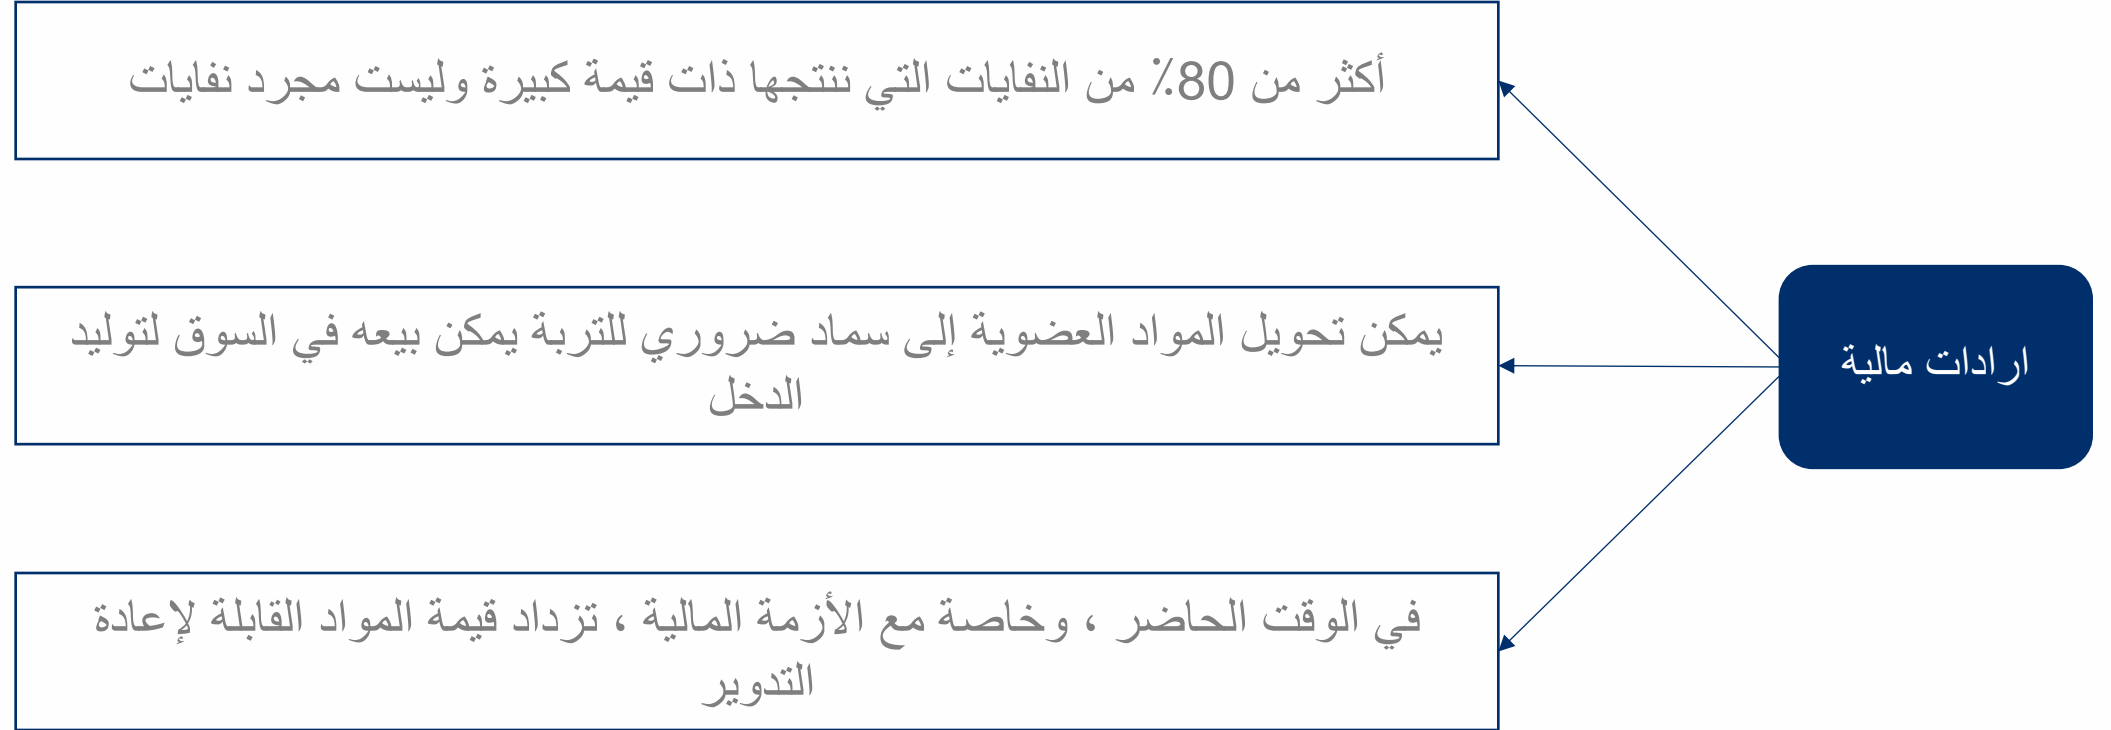 أكثر من 80٪ من النفايات التي ننتجها ذات قيمة كبيرة وليست مجرد نفايات
ارادات مالية
يمكن تحويل المواد العضوية إلى سماد ضروري للتربة يمكن بيعه في السوق لتوليد
الدخل
في الوقت الحاضر ، وخاصة مع الأزمة المالية ، تزداد قيمة المواد القابلة لإعادة
التدوير